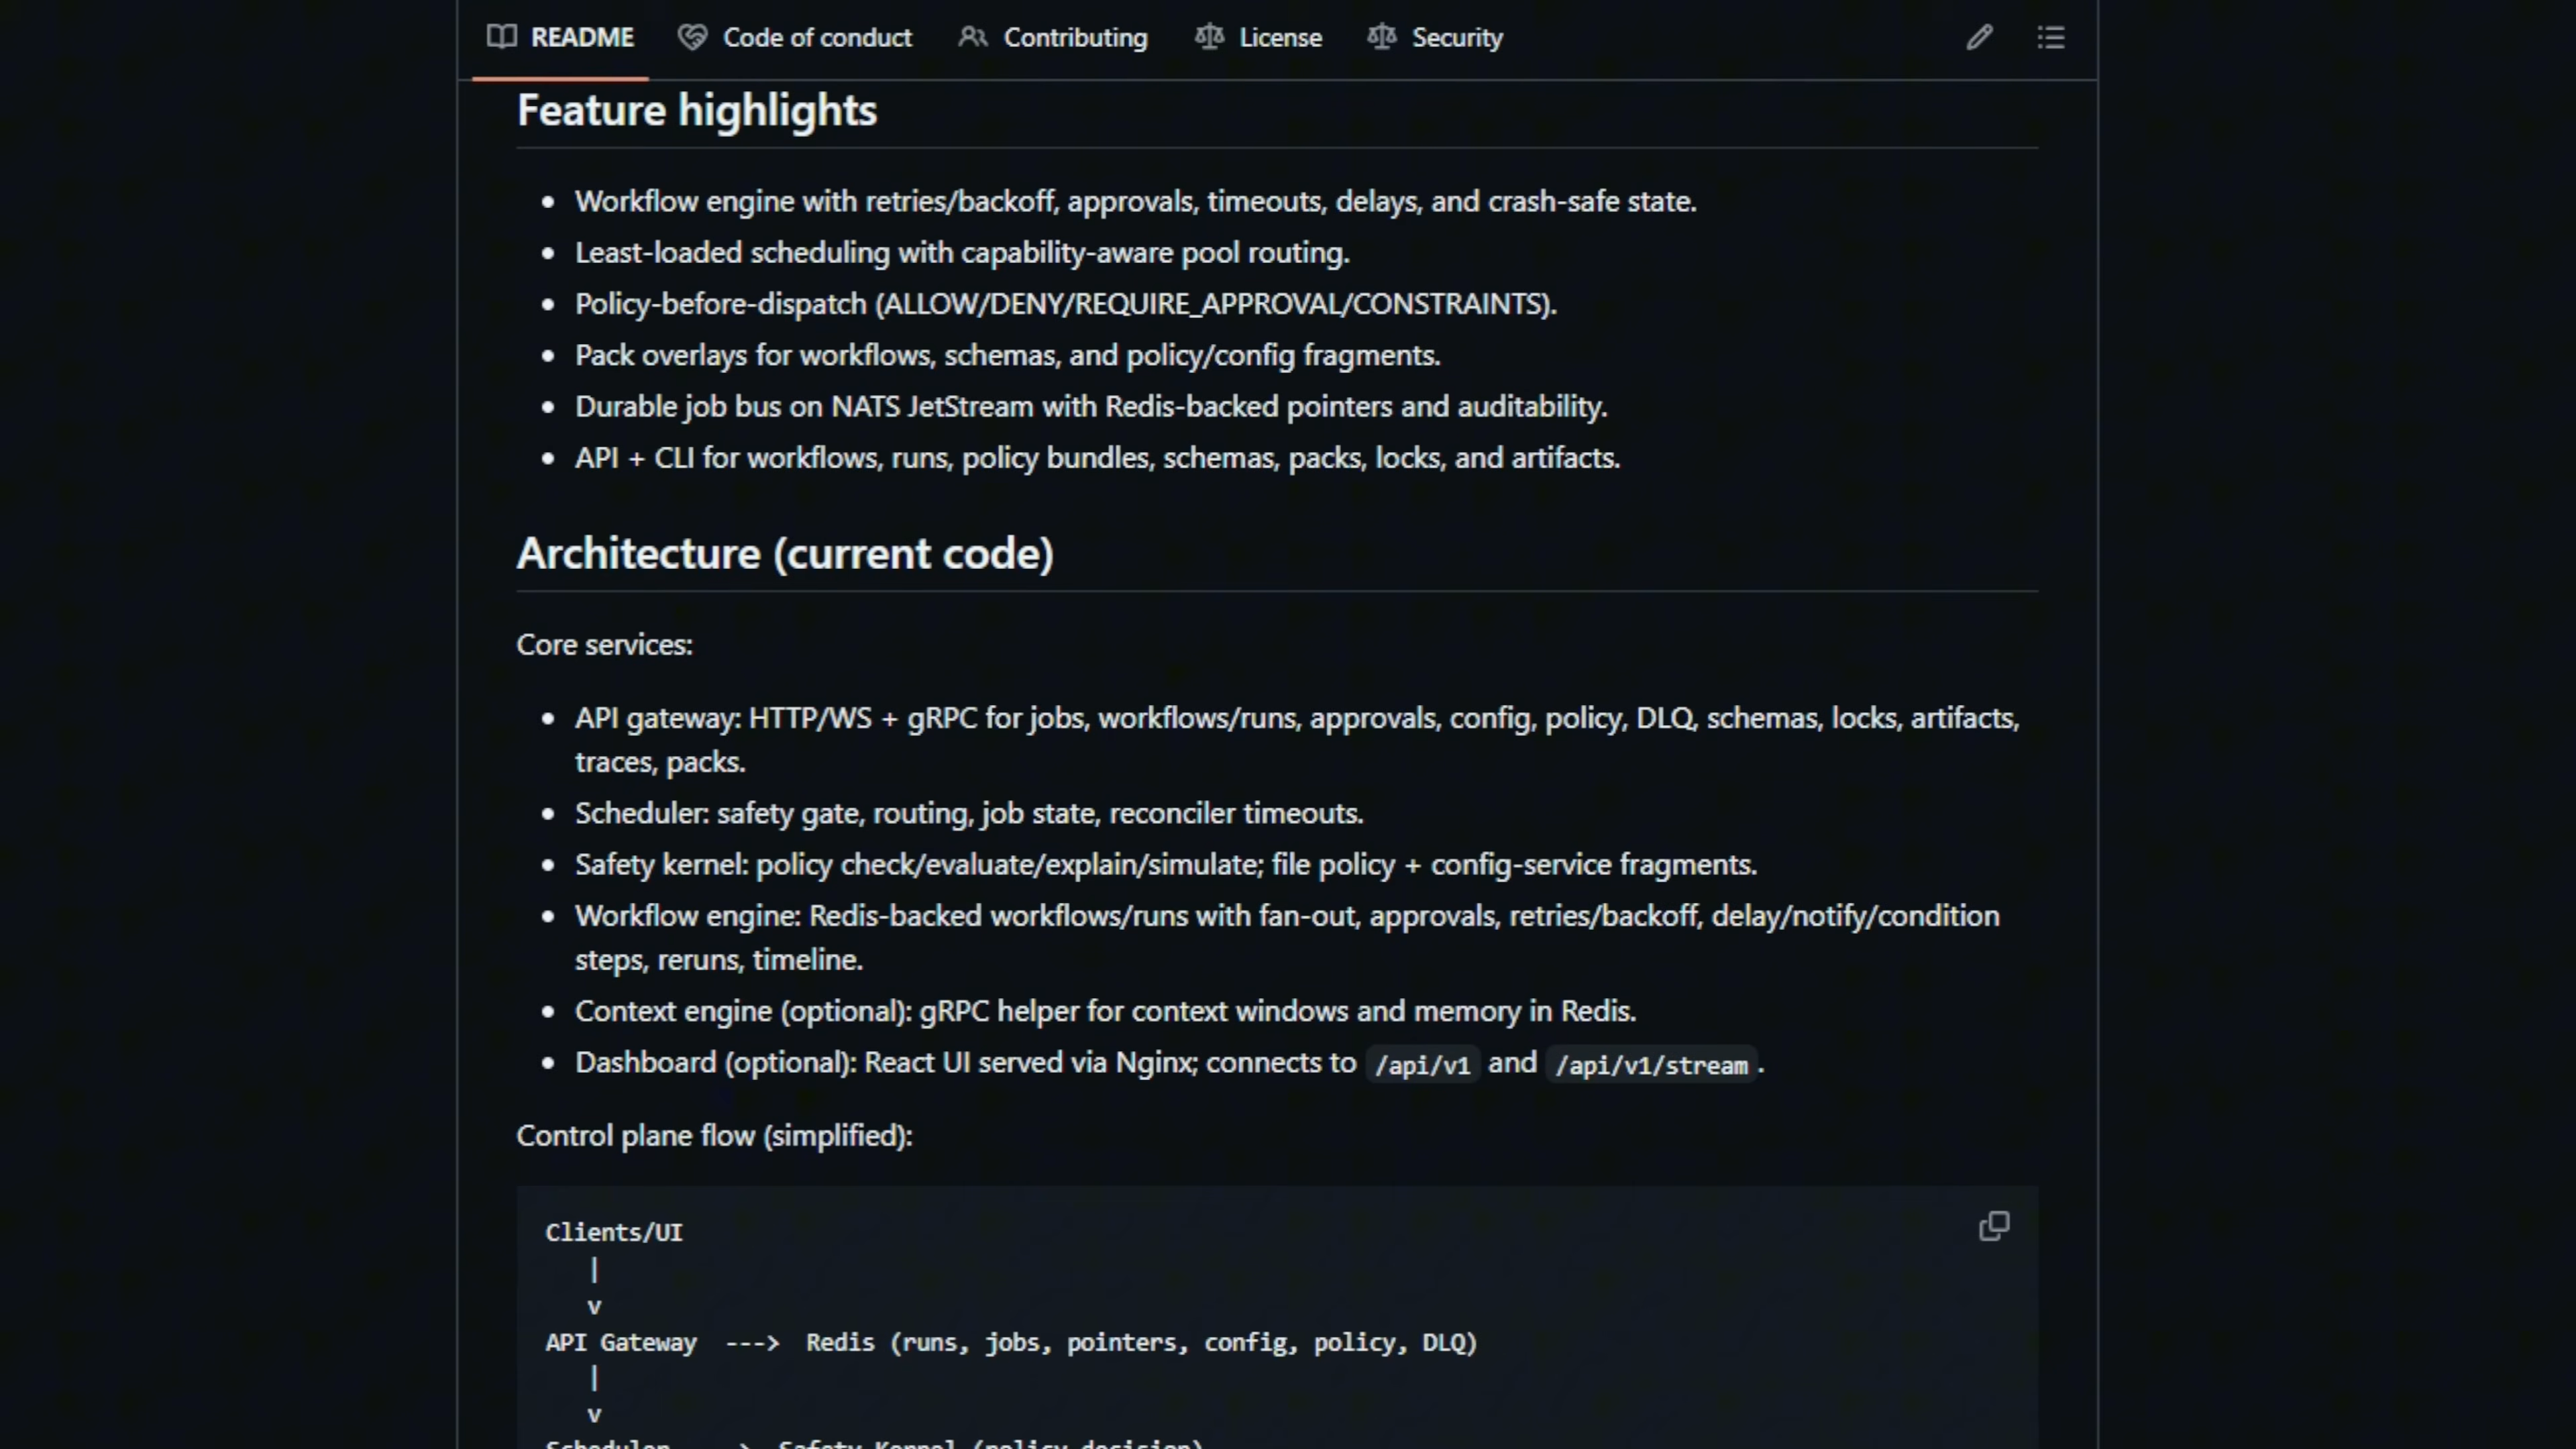 README Code of conduct Contributing License Security
Feature highlights
Workflow engine with retries/backoff, approvals, timeouts, delays, and crash-safe state.
Least-loaded scheduling with capability-aware pool routing.
Policy-before-dispatch (ALLOW/DENY/REQUIRE_APPROVAL/CONSTRAINTS).
Pack overlays for workflows, schemas, and policy/config fragments.
Durable job bus on NATS JetStream with Redis-backed pointers and auditability.
API + CLI for workflows, runs, policy bundles, schemas, packs, locks, and artifacts.
Architecture (current code)
Core services:
API gateway: HTTP/WS + gRPC for jobs, workflows/runs, approvals, config, policy, DLQ, schemas, locks, artifacts,
traces, packs.
Scheduler: safety gate, routing, job state, reconciler timeouts.
Safety kernel: policy check/evaluate/explain/simulate; file policy + config-service fragments.
Workflow engine: Redis-backed workflows/runs with fan-out, approvals, retries/backoff, delay/notify/condition
steps, reruns, timeline.
Context engine (optional): gRPC helper for context windows and memory in Redis.
Dashboard (optional): React UI served via Nginx; connects to /api/v1 and /api/v1/stream.
Control plane flow (simplified):
Clients/UI
|
v
API Gateway ---> Redis (runs, jobs, pointers, config, policy, DLQ)
|
v
Scheduler ---> Safety Kernel (policy decision)